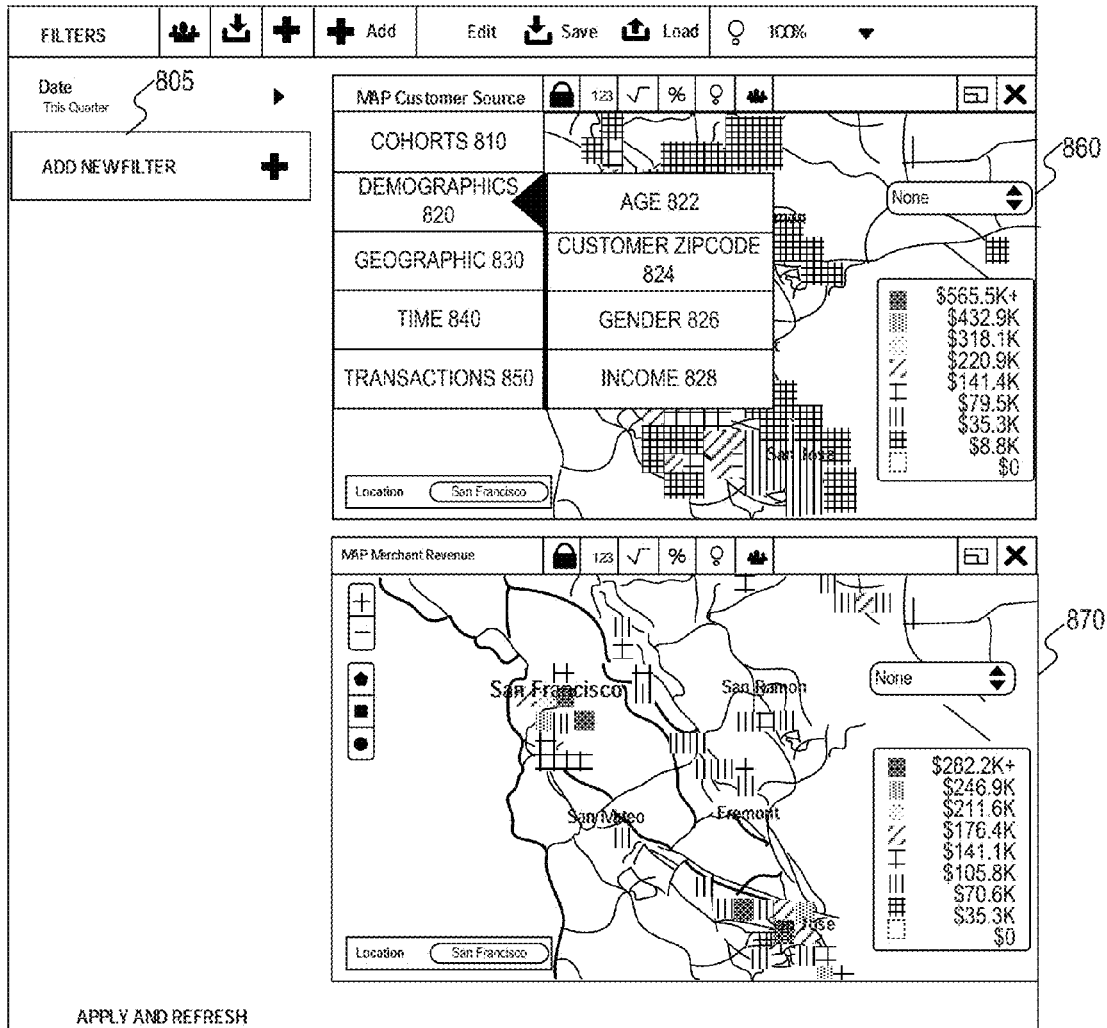 FILTERS
Add
Edit
Save
Load
100%
Date
This Quarter
805
ADD NEW FILTER
MAP Customer Source
123
%
COHORTS 810
DEMOGRAPHICS
820
GEOGRAPHIC 830
TIME 840
TRANSACTIONS 850
AGE 822
CUSTOMER ZIPCODE
824
GENDER 826
INCOME 828
860
None
$565.5K+
$432.9K
$318.1K
$220.9K
$141.4K
$79.5K
$35.3K
$8.8K
$0
San Jose
Location
San Francisco
MAP Merchant Revenue
123
%
870
None
San Francisco
San Ramon
San Mateo
Fremont
$282.2K+
$246.9K
$211.6K
$176.4K
$141.1K
$105.8K
$70.6K
$35.3K
$0
Location
San Francisco
APPLY AND REFRESH